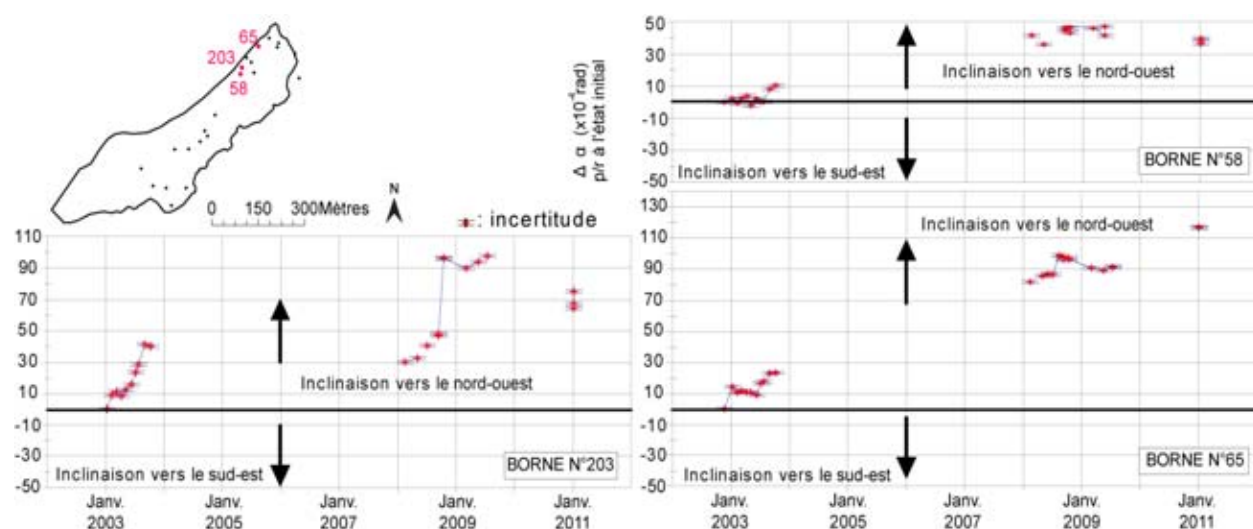 65
203
58
0 150 300Mètres
N
: incertitude
110
90
70
50
30
10
-10
-30
-50
Inclinaison vers le nord-ouest
Inclinaison vers le sud-est
BORNE N°203
Janv. 2003
Janv. 2005
Janv. 2007
Janv. 2009
Janv. 2011
p/r à l'état initial
50
30
10
-10
-30
-50
Inclinaison vers le nord-ouest
Inclinaison vers le sud-est
BORNE N°58
130
110
90
70
50
30
10
-10
-30
-50
Inclinaison vers le nord-ouest
Inclinaison vers le sud-est
BORNE N°65
Janv. 2003
Janv. 2005
Janv. 2007
Janv. 2009
Janv. 2011